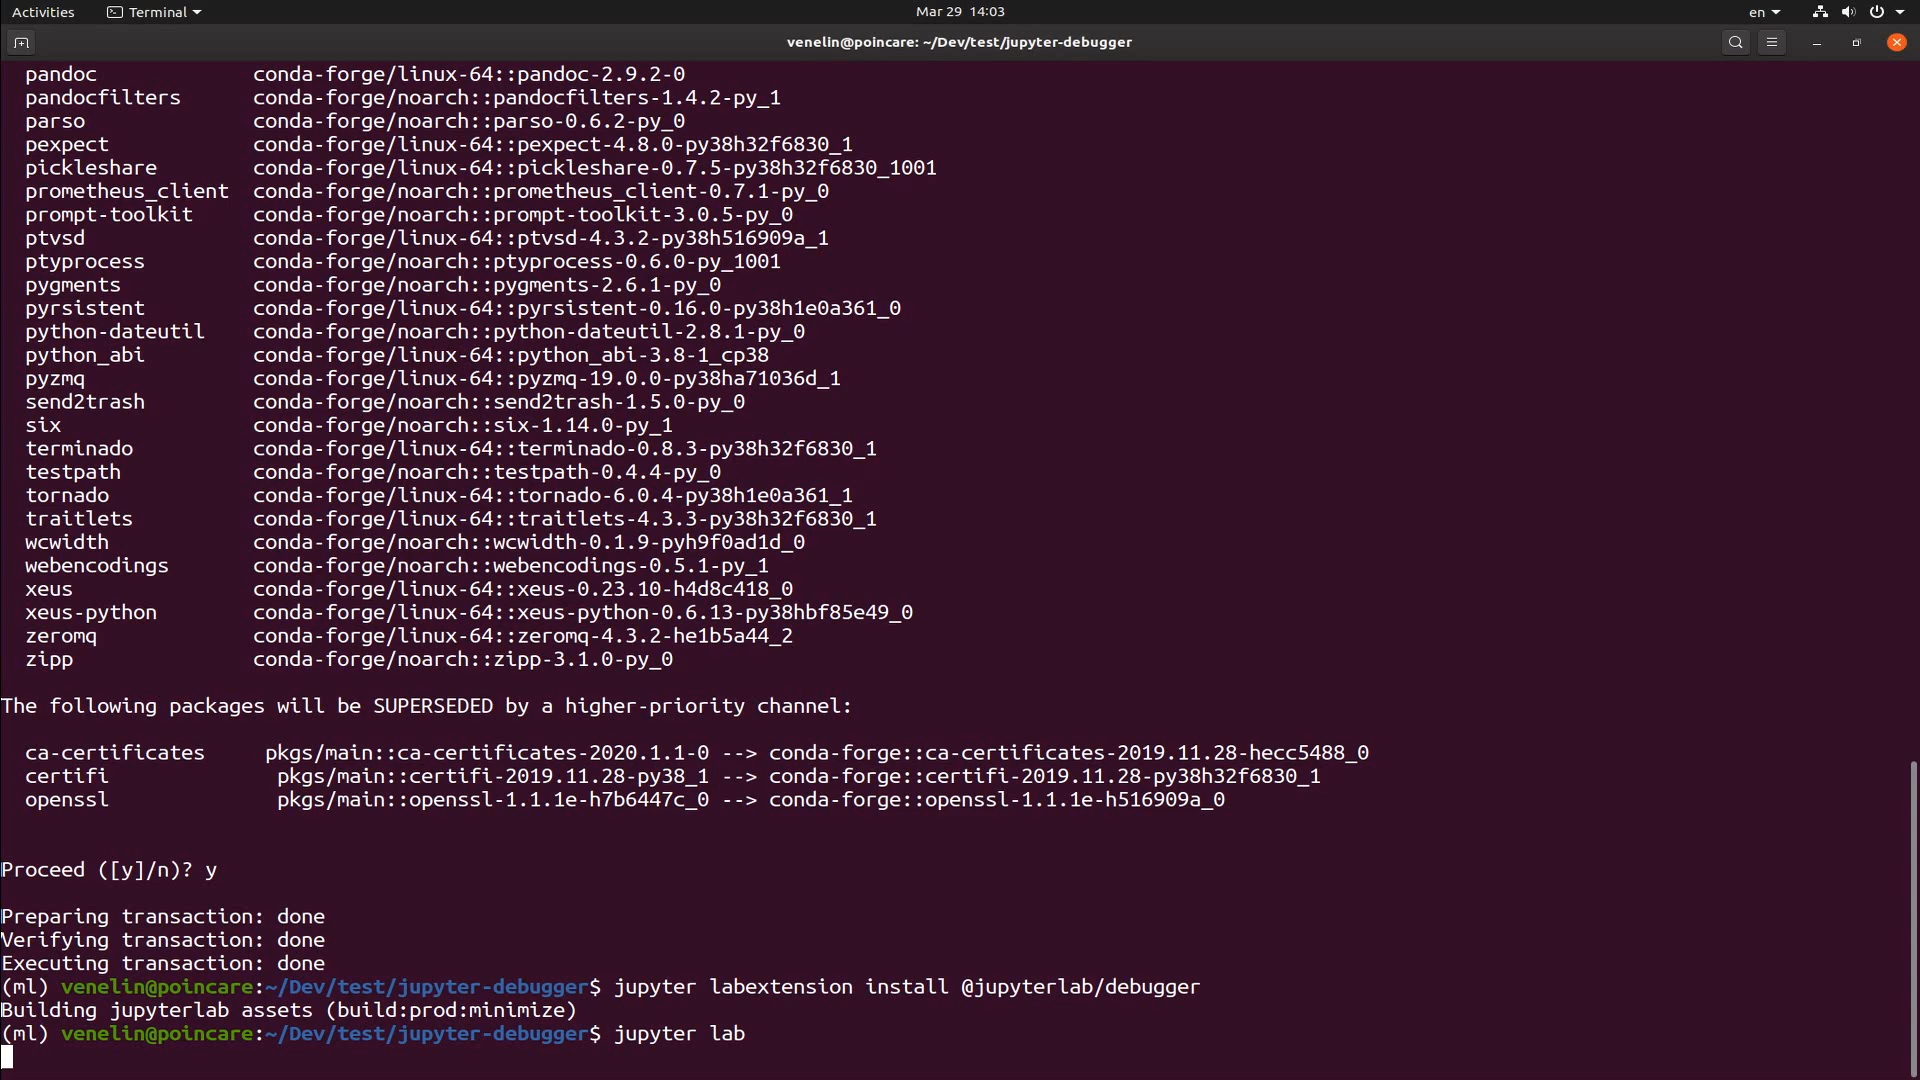 Activities Terminal Mar 29 14:03 en
venelin@poincare: ~/Dev/test/jupyter-debugger
pandoc conda-forge/linux-64::pandoc-2.9.2-0
pandocfilters conda-forge/noarch::pandocfilters-1.4.2-py_1
parso conda-forge/noarch::parso-0.6.2-py_0
pexpect conda-forge/linux-64::pexpect-4.8.0-py38h32f6830_1
pickleshare conda-forge/linux-64::pickleshare-0.7.5-py38h32f6830_1001
prometheus_client conda-forge/noarch::prometheus_client-0.7.1-py_0
prompt-toolkit conda-forge/noarch::prompt-toolkit-3.0.5-py_0
ptvsd conda-forge/linux-64::ptvsd-4.3.2-py38h516909a_1
ptyprocess conda-forge/noarch::ptyprocess-0.6.0-py_1001
pygments conda-forge/noarch::pygments-2.6.1-py_0
pyrsistent conda-forge/linux-64::pyrsistent-0.16.0-py38h1e0a361_0
python-dateutil conda-forge/noarch::python-dateutil-2.8.1-py_0
python_abi conda-forge/linux-64::python_abi-3.8-1_cp38
pyzmq conda-forge/linux-64::pyzmq-19.0.0-py38ha71036d_1
send2trash conda-forge/noarch::send2trash-1.5.0-py_0
six conda-forge/noarch::six-1.14.0-py_1
terminado conda-forge/linux-64::terminado-0.8.3-py38h32f6830_1
testpath conda-forge/noarch::testpath-0.4.4-py_0
tornado conda-forge/linux-64::tornado-6.0.4-py38h1e0a361_1
traitlets conda-forge/linux-64::traitlets-4.3.3-py38h32f6830_1
wcwidth conda-forge/noarch::wcwidth-0.1.9-pyh9f0ad1d_0
webencodings conda-forge/noarch::webencodings-0.5.1-py_1
xeus conda-forge/linux-64::xeus-0.23.10-h4d8c418_0
xeus-python conda-forge/linux-64::xeus-python-0.6.13-py38hbf85e49_0
zeromq conda-forge/linux-64::zeromq-4.3.2-he1b5a44_2
zipp conda-forge/noarch::zipp-3.1.0-py_0
The following packages will be SUPERSEDED by a higher-priority channel:
ca-certificates pkgs/main::ca-certificates-2020.1.1-0 --> conda-forge::ca-certificates-2019.11.28-hecc5488_0
certifi pkgs/main::certifi-2019.11.28-py38_1 --> conda-forge::certifi-2019.11.28-py38h32f6830_1
openssl pkgs/main::openssl-1.1.1e-h7b6447c_0 --> conda-forge::openssl-1.1.1e-h516909a_0
Proceed ([y]/n)? y
Preparing transaction: done
Verifying transaction: done
Executing transaction: done
(ml) venelin@poincare:~/Dev/test/jupyter-debugger$ jupyter labextension install @jupyterlab/debugger
Building jupyterlab assets (build:prod:minimize)
(ml) venelin@poincare:~/Dev/test/jupyter-debugger$ jupyter lab